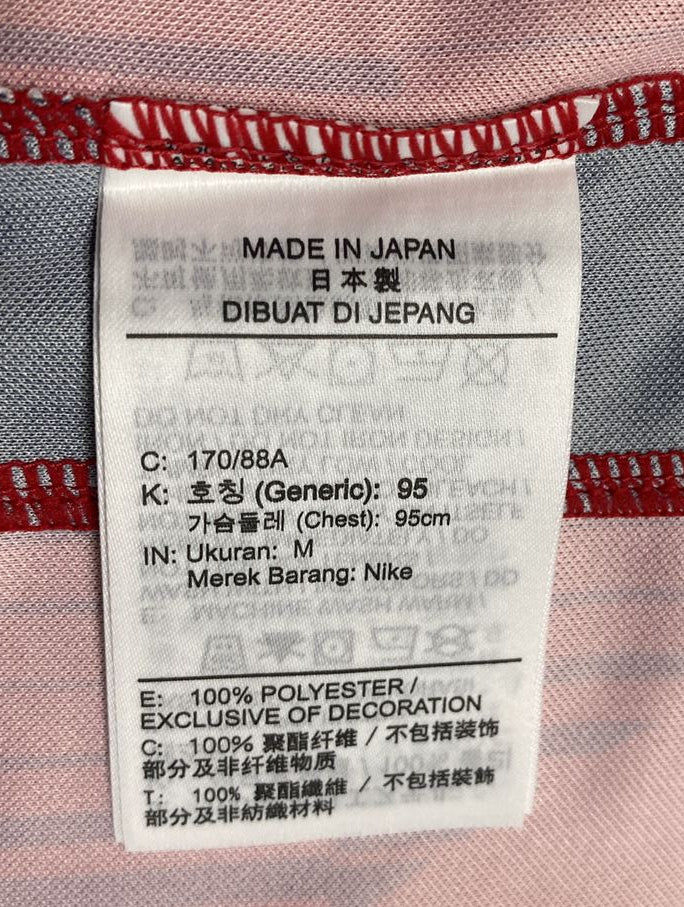 MADE IN JAPAN
日本製
DIBUAT DI JEPANG
C: 170/88A
K: 호칭 (Generic): 95
가슴둘레 (Chest): 95cm
IN: Ukuran: M
Merek Barang: Nike
E: 100% POLYESTER /
EXCLUSIVE OF DECORATION
C: 100% 聚酯纤维 / 不包括装饰
部分及非纤维物质
T: 100% 聚酯纖維 / 不包括裝飾
部分及非紡織材料